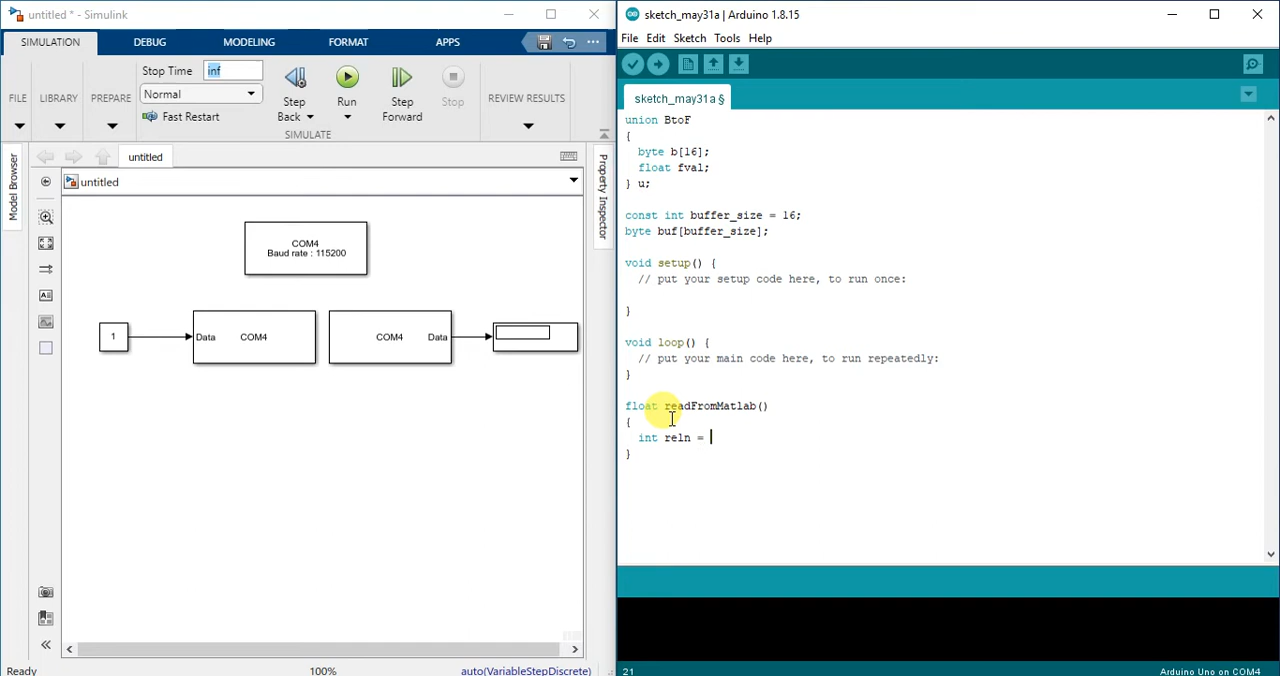 untitled * - Simulink
SIMULATION
DEBUG
MODELING
FORMAT
APPS
FILE
LIBRARY
PREPARE
Stop Time
inf
Normal
Fast Restart
Step
Back
Run
Step
Forward
Stop
SIMULATE
REVIEW RESULTS
Model Browser
untitled
untitled
Property Inspector
COM4
Baud rate : 115200
1
Data COM4
COM4 Data
Ready
100%
auto(VariableStepDiscrete)
sketch_may31a | Arduino 1.8.15
File Edit Sketch Tools Help
sketch_may31a §
union BtoF
{
byte b[16];
float fval;
} u;
const int buffer_size = 16;
byte buf[buffer_size];
void setup() {
// put your setup code here, to run once:
}
void loop() {
// put your main code here, to run repeatedly:
}
float readFromMatlab()
{
int reln =
}
21
Arduino Uno on COM4